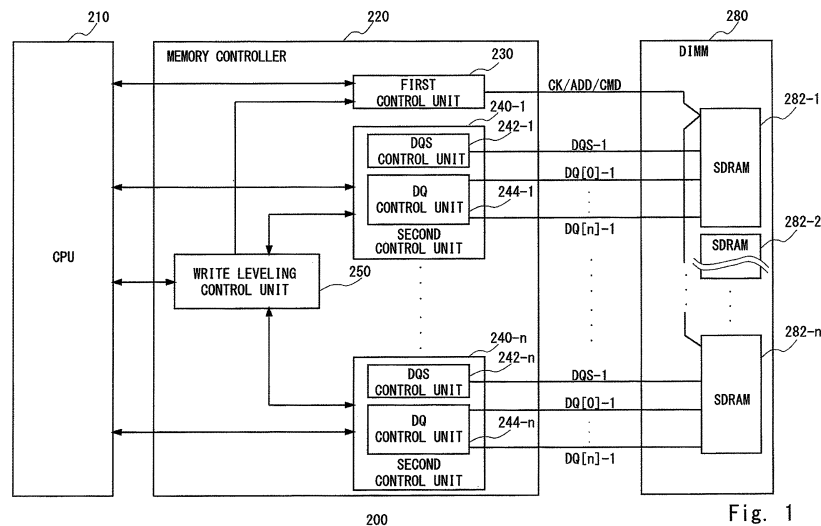 210
220
280
MEMORY CONTROLLER
230
DIMM
FIRST
CONTROL UNIT
CK/ADD/CMD
240-1
242-1
282-1
DQS
CONTROL UNIT
DQS-1
DQ[0]-1
SDRAM
DQ
CONTROL UNIT
244-1
DQ[n]-1
SECOND
CONTROL UNIT
282-2
SDRAM
CPU
WRITE LEVELING
CONTROL UNIT
250
240-n
242-n
282-n
DQS
CONTROL UNIT
DQS-1
DQ[0]-1
SDRAM
DQ
CONTROL UNIT
244-n
DQ[n]-1
SECOND
CONTROL UNIT
200
Fig. 1